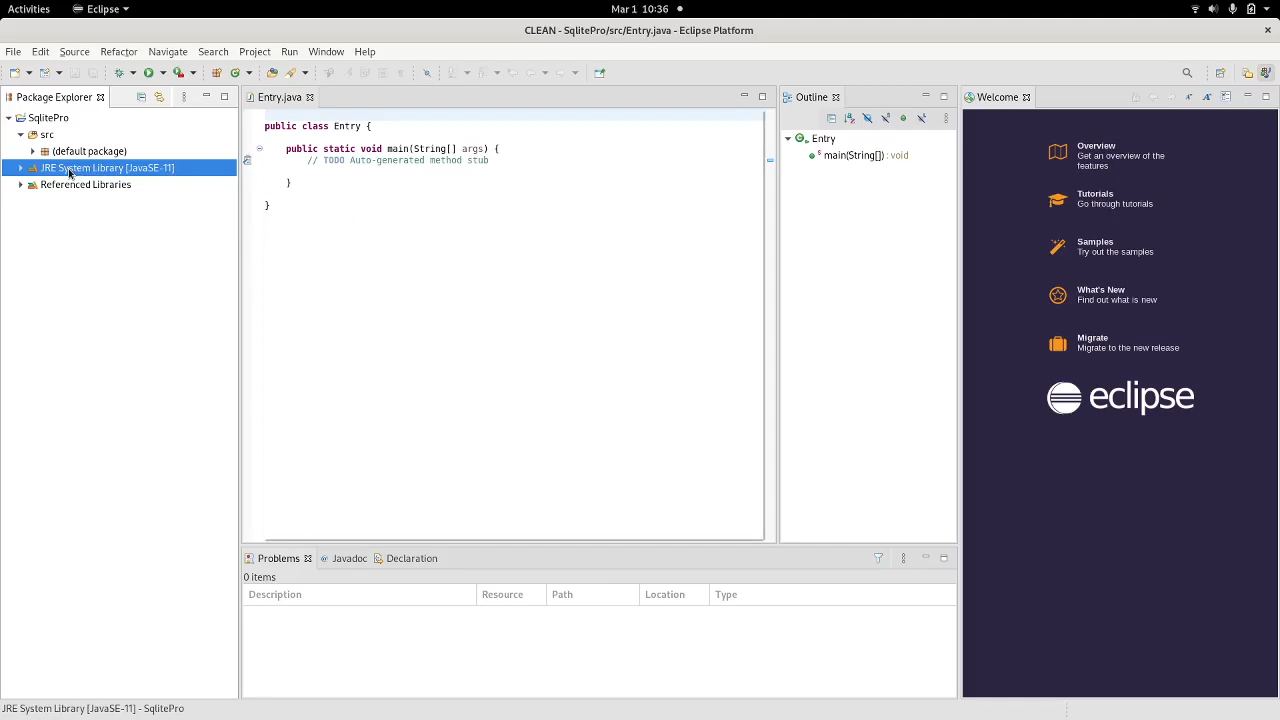 Activities
Eclipse
Mar 1 10:36
CLEAN - SqlitePro/src/Entry.java - Eclipse Platform
File Edit Source Refactor Navigate Search Project Run Window Help
Package Explorer
SqlitePro
src
(default package)
JRE System Library [JavaSE-11]
Referenced Libraries
Entry.java
public class Entry {
public static void main(String[] args) {
// TODO Auto-generated method stub
}
}
Outline
Entry
main(String[]) : void
Welcome
Overview
Get an overview of the
features
Tutorials
Go through tutorials
Samples
Try out the samples
What's New
Find out what is new
Migrate
Migrate to the new release
eclipse
Problems
Javadoc
Declaration
0 items
Description Resource Path Location Type
JRE System Library [JavaSE-11] - SqlitePro